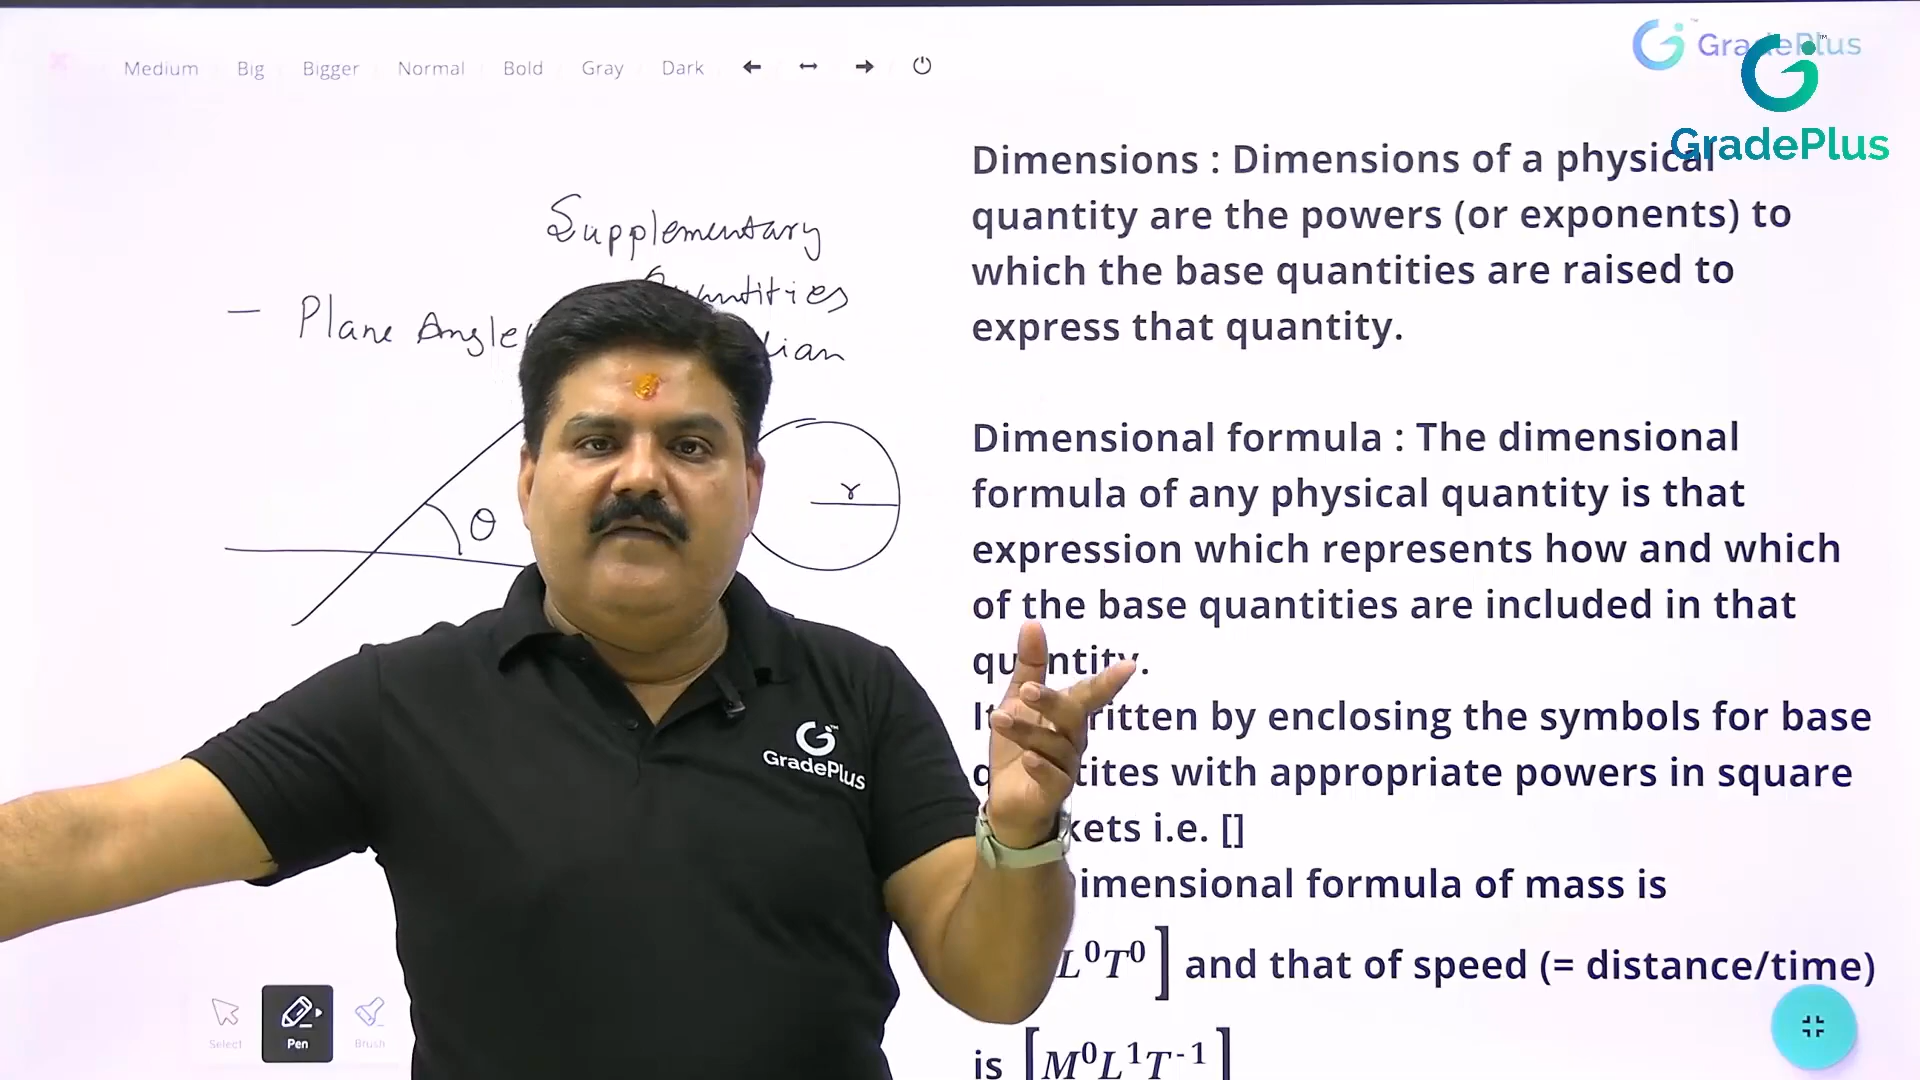 Medium Big Bigger Normal Bold Gray Dark
GradePlus
GradePlus
Supplementary
Quantities
— Plane Angle
θ
r
Dimensions : Dimensions of a physical
quantity are the powers (or exponents) to
which the base quantities are raised to
express that quantity.
Dimensional formula : The dimensional
formula of any physical quantity is that
expression which represents how and which
of the base quantities are included in that
quantity.
written by enclosing the symbols for base
with appropriate powers in square
i.e. []
imensional formula of mass is
L⁰T⁰] and that of speed (= distance/time)
is [M⁰L¹T⁻¹]
GradePlus
Select Pen Brush